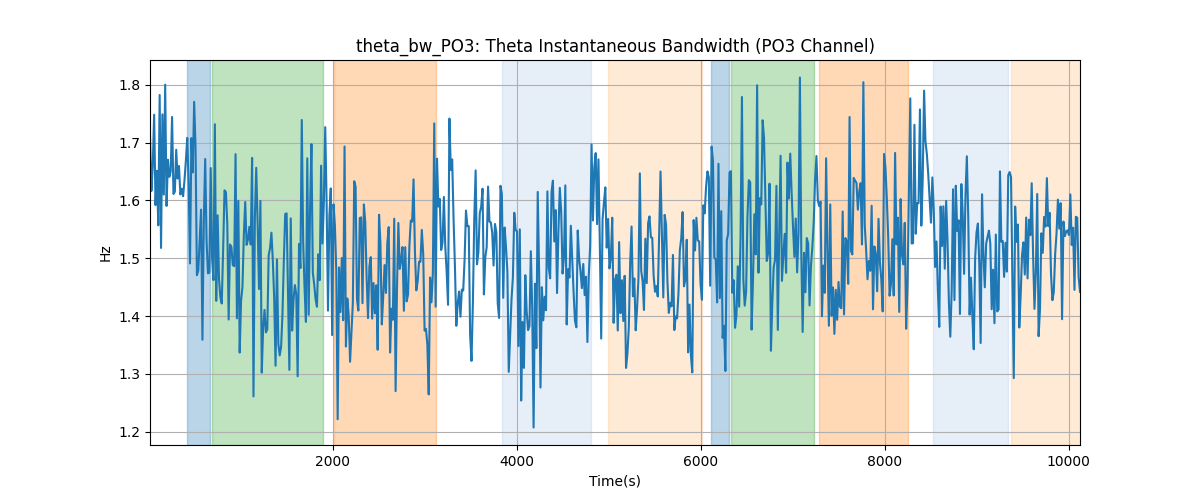 theta_bw_PO3: Theta Instantaneous Bandwidth (PO3 Channel)
1.8
1.7
1.6
1.5
1.4
1.3
1.2
Hz
2000 4000 6000 8000 10000
Time(s)